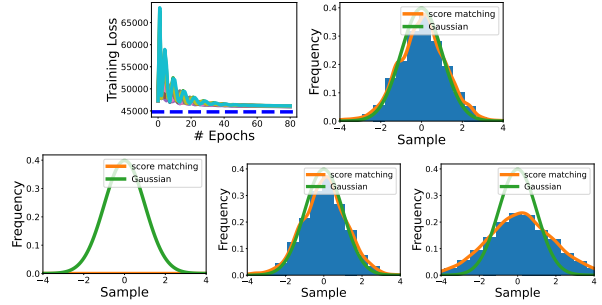 Training Loss
65000
60000
55000
50000
45000
0 20 40 60 80
# Epochs
Frequency
0.4
0.3
0.2
0.1
0.0
score matching
Gaussian
−4 −2 0 2 4
Sample
Frequency
0.4
0.3
0.2
0.1
0.0
score matching
Gaussian
−4 −2 0 2 4
Sample
Frequency
0.4
0.3
0.2
0.1
0.0
score matching
Gaussian
−4 −2 0 2 4
Sample
Frequency
0.4
0.3
0.2
0.1
0.0
score matching
Gaussian
−4 −2 0 2 4
Sample